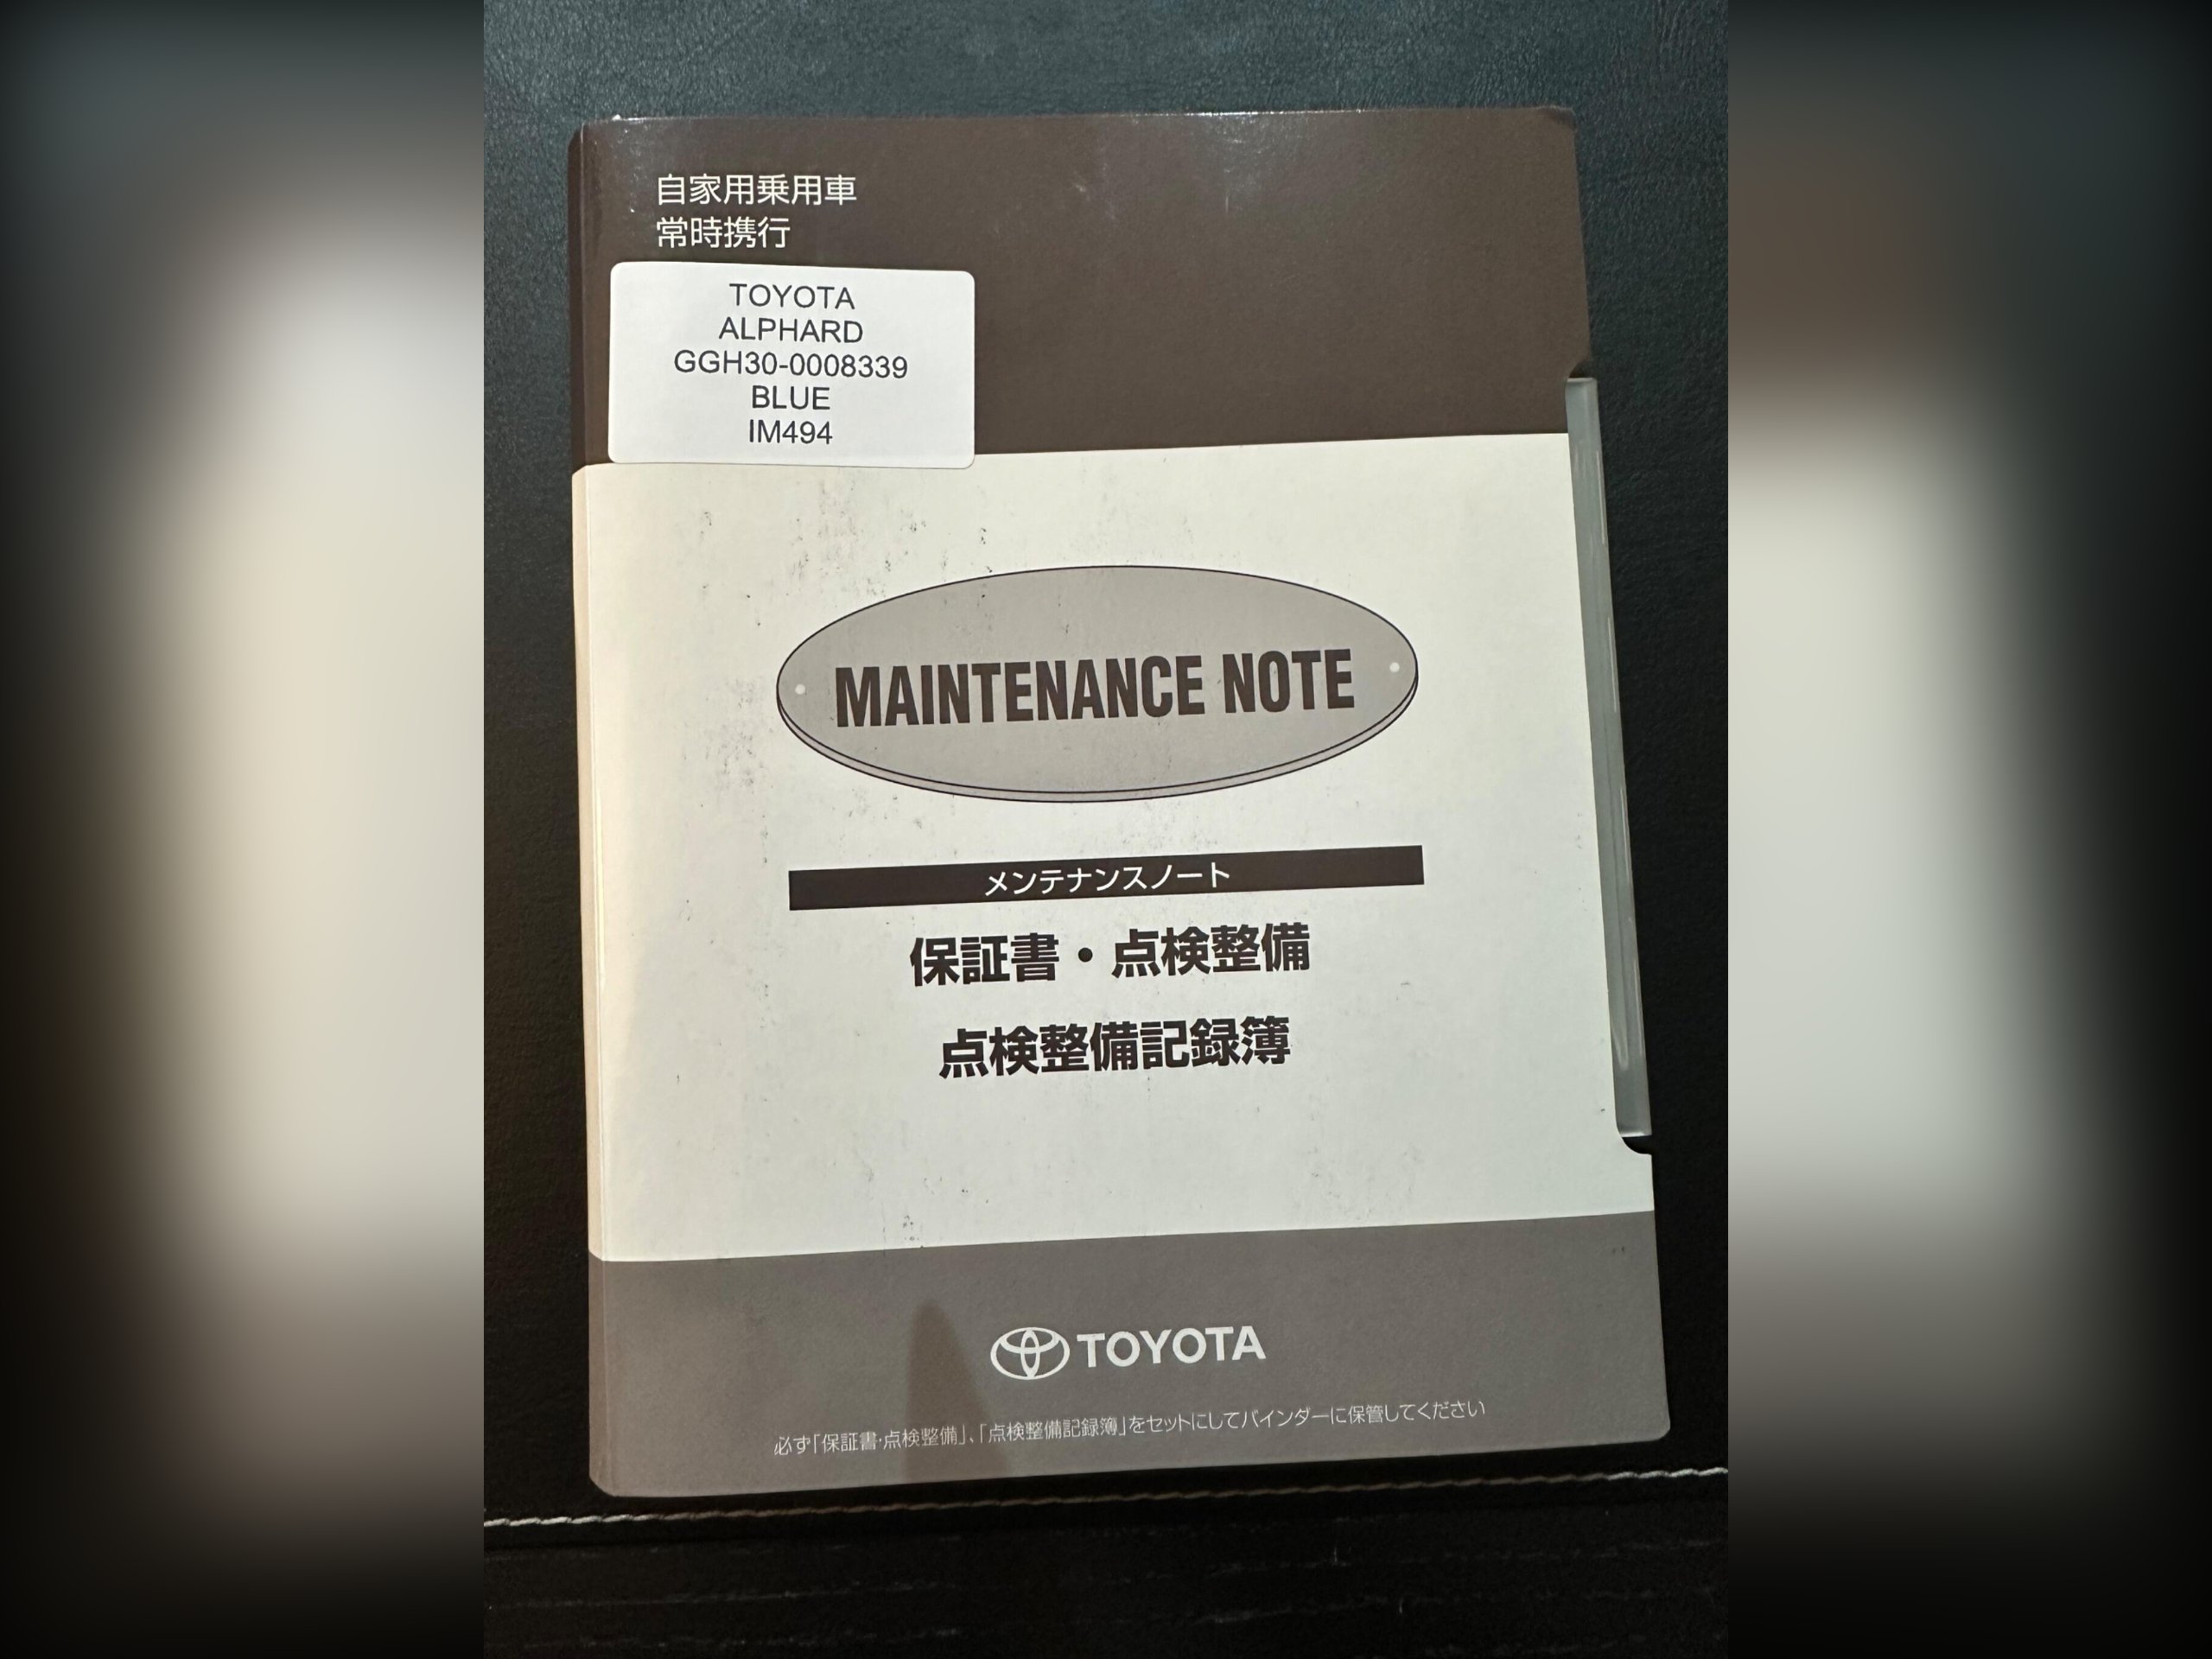 自家用乗用車
常時携行
TOYOTA
ALPHARD
GGH30-0008339
BLUE
IM494
MAINTENANCE NOTE
メンテナンスノート
保証書・点検整備
点検整備記録簿
TOYOTA
必ず「保証書・点検整備」、「点検整備記録簿」をセットにしてバインダーに保管してください